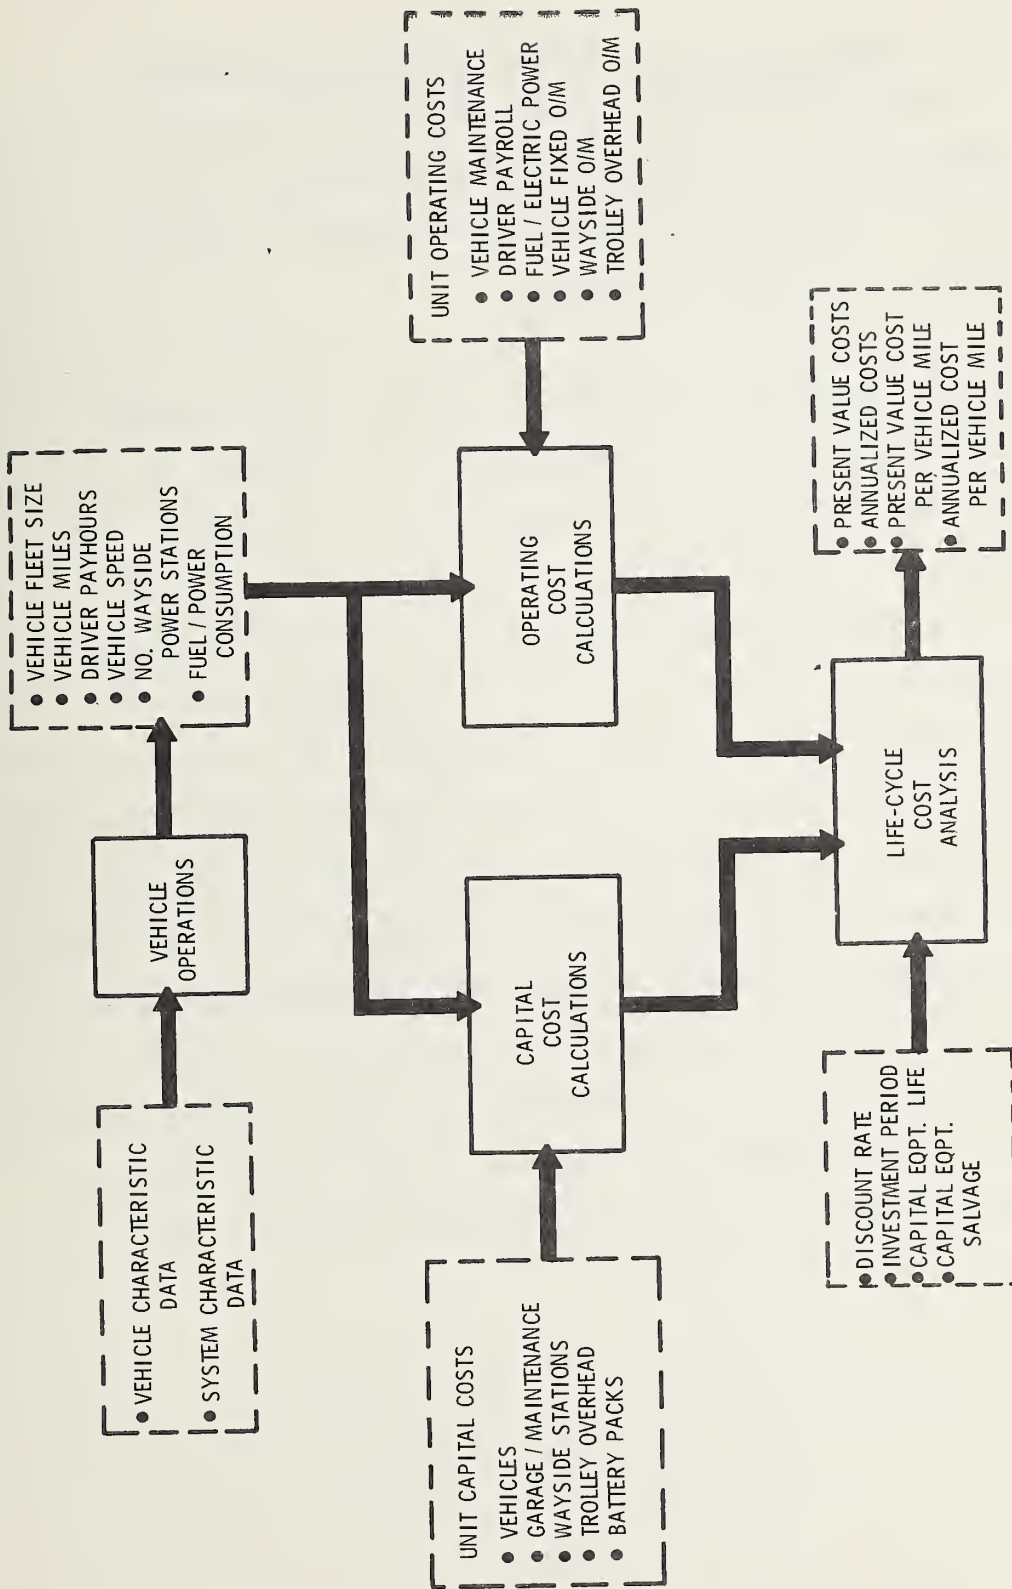 ● VEHICLE CHARACTERISTIC
DATA
● SYSTEM CHARACTERISTIC
DATA
VEHICLE
OPERATIONS
● VEHICLE FLEET SIZE
● VEHICLE MILES
● DRIVER PAYHOURS
● VEHICLE SPEED
● NO. WAYSIDE
POWER STATIONS
● FUEL / POWER
CONSUMPTION
UNIT CAPITAL COSTS
● VEHICLES
● GARAGE / MAINTENANCE
● WAYSIDE STATIONS
● TROLLEY OVERHEAD
● BATTERY PACKS
CAPITAL
COST
CALCULATIONS
OPERATING
COST
CALCULATIONS
UNIT OPERATING COSTS
● VEHICLE MAINTENANCE
● DRIVER PAYROLL
● FUEL / ELECTRIC POWER
● VEHICLE FIXED O/M
● WAYSIDE O/M
● TROLLEY OVERHEAD O/M
● DISCOUNT RATE
● INVESTMENT PERIOD
● CAPITAL EQPT. LIFE
● CAPITAL EQPT.
SALVAGE
LIFE-CYCLE
COST
ANALYSIS
● PRESENT VALUE COSTS
● ANNUALIZED COSTS
● PRESENT VALUE COST
PER VEHICLE MILE
● ANNUALIZED COST
PER VEHICLE MILE